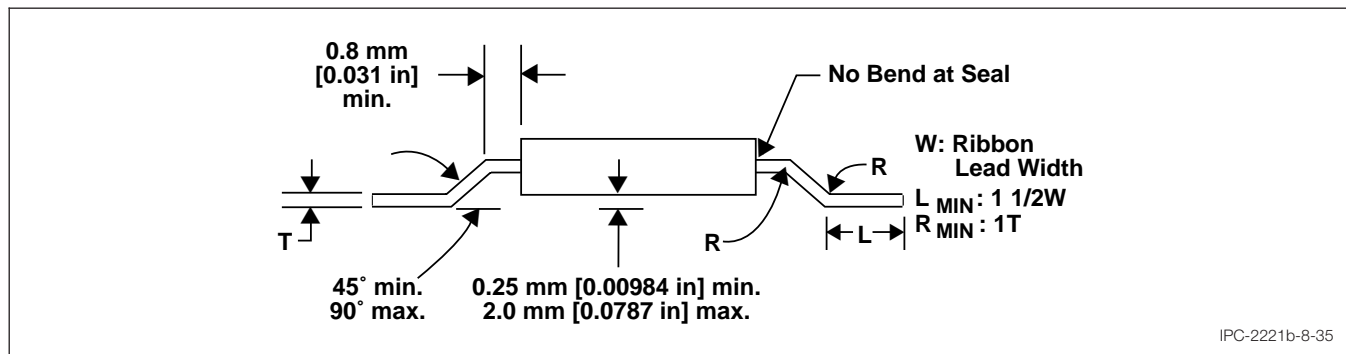 0.8 mm
[0.031 in]
min.
No Bend at Seal
W: Ribbon
Lead Width
L MIN: 1 1/2W
R MIN: 1T
R
R
L
T
45˚ min.
90˚ max.
0.25 mm [0.00984 in] min.
2.0 mm [0.0787 in] max.
IPC-2221b-8-35